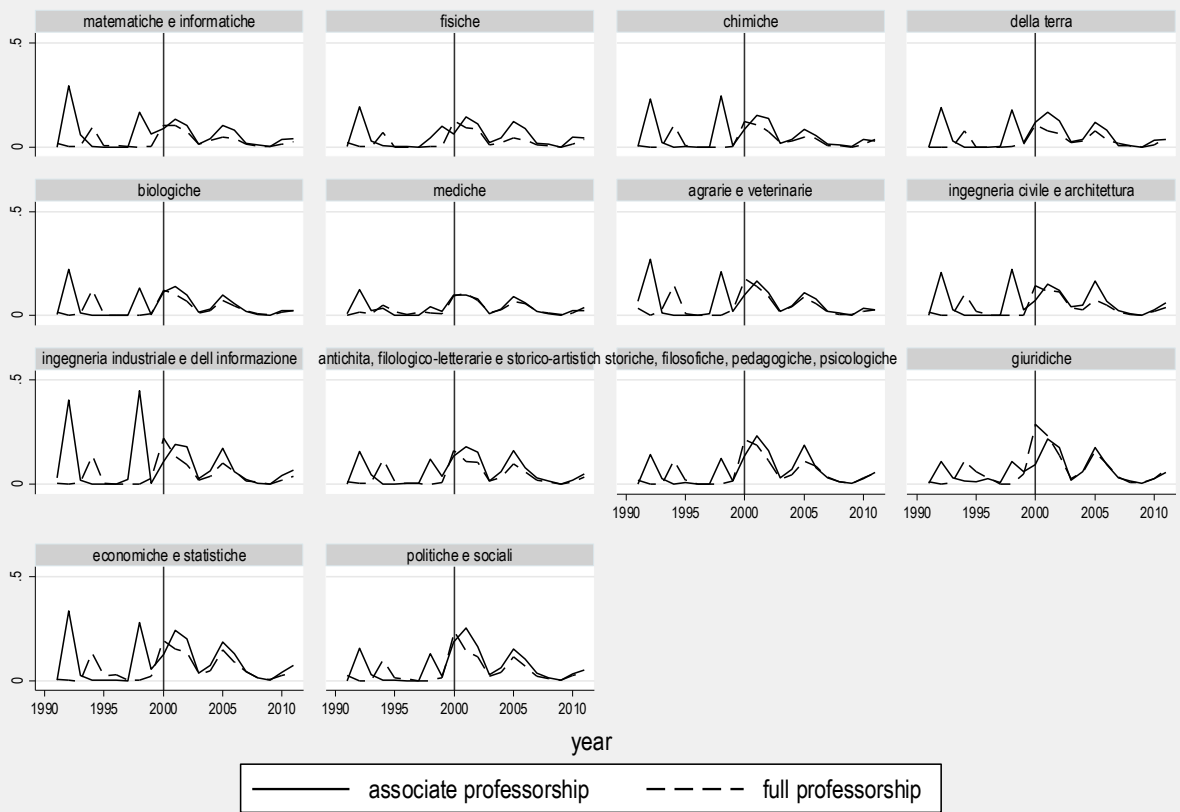 matematiche e informatiche
fisiche
chimiche
della terra
.5
0
biologiche
mediche
agrarie e veterinarie
ingegneria civile e architettura
.5
0
ingegneria industriale e dell informazione
antichita, filologico-letterarie e storico-artistich
storiche, filosofiche, pedagogiche, psicologiche
giuridiche
.5
0
1990 1995 2000 2005 2010
1990 1995 2000 2005 2010
economiche e statistiche
politiche e sociali
.5
0
1990 1995 2000 2005 2010
1990 1995 2000 2005 2010
year
associate professorship
full professorship